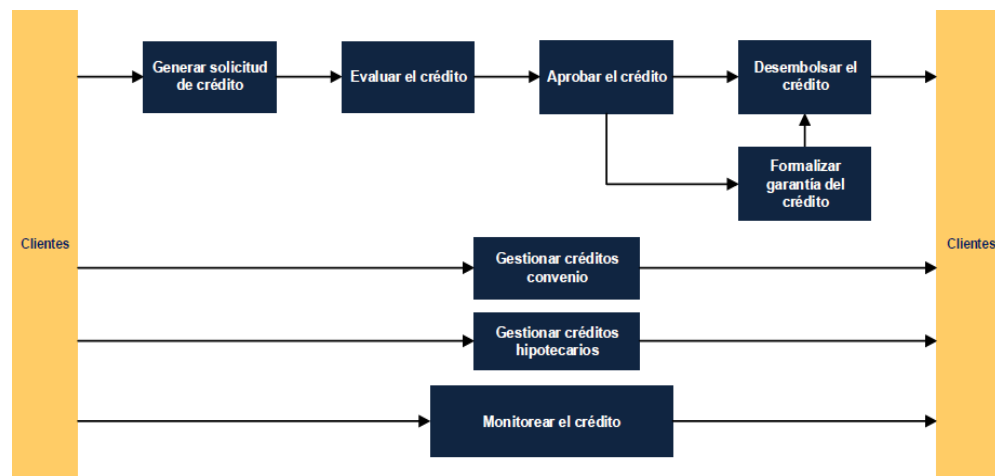 Generar solicitud
de crédito
Evaluar el crédito
Aprobar el crédito
Desembolsar el
crédito
Formalizar
garantía del
crédito
Clientes
Clientes
Gestionar créditos
convenio
Gestionar créditos
hipotecarios
Monitorear el crédito